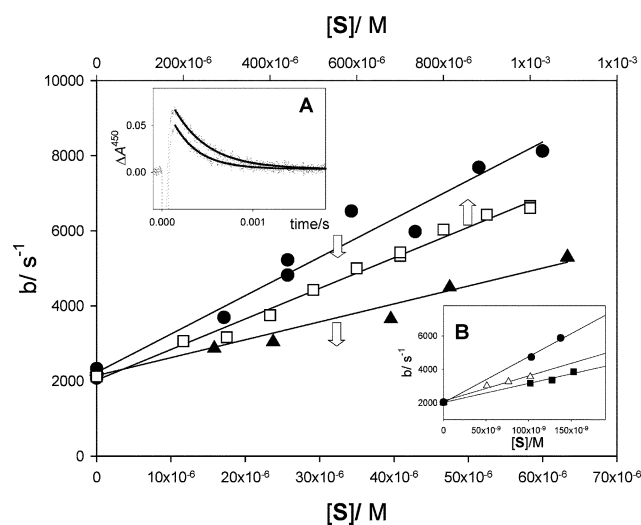 [S]/ M
0 200x10-6 400x10-6 600x10-6 800x10-6 1x10-3 1x10-3
10000
8000
6000
4000
2000
0
b/ s-1
A
ΔA450
0.05
0.00
0.000 0.001 time/s
B
b/ s-1
6000
4000
2000
0 50x10-9 100x10-9 150x10-9
[S]/M
0 10x10-6 20x10-6 30x10-6 40x10-6 50x10-6 60x10-6 70x10-6
[S]/ M